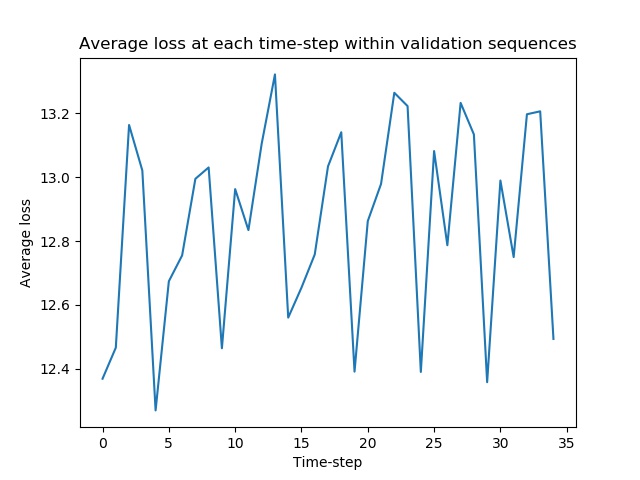 Average loss at each time-step within validation sequences
13.2
13.0
12.8
12.6
12.4
Average loss
0 5 10 15 20 25 30 35
Time-step